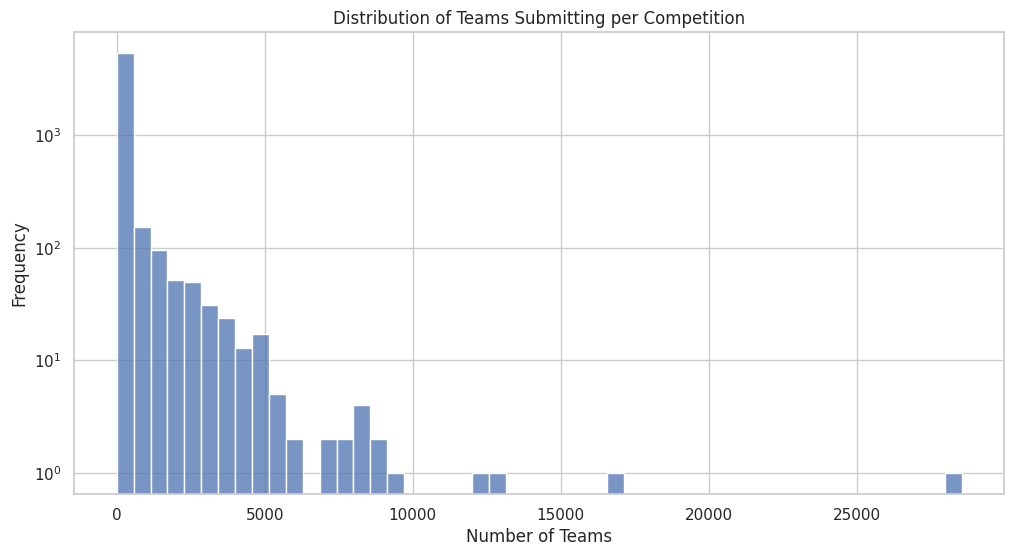 Distribution of Teams Submitting per Competition
Frequency
10³
10²
10¹
10⁰
0 5000 10000 15000 20000 25000
Number of Teams